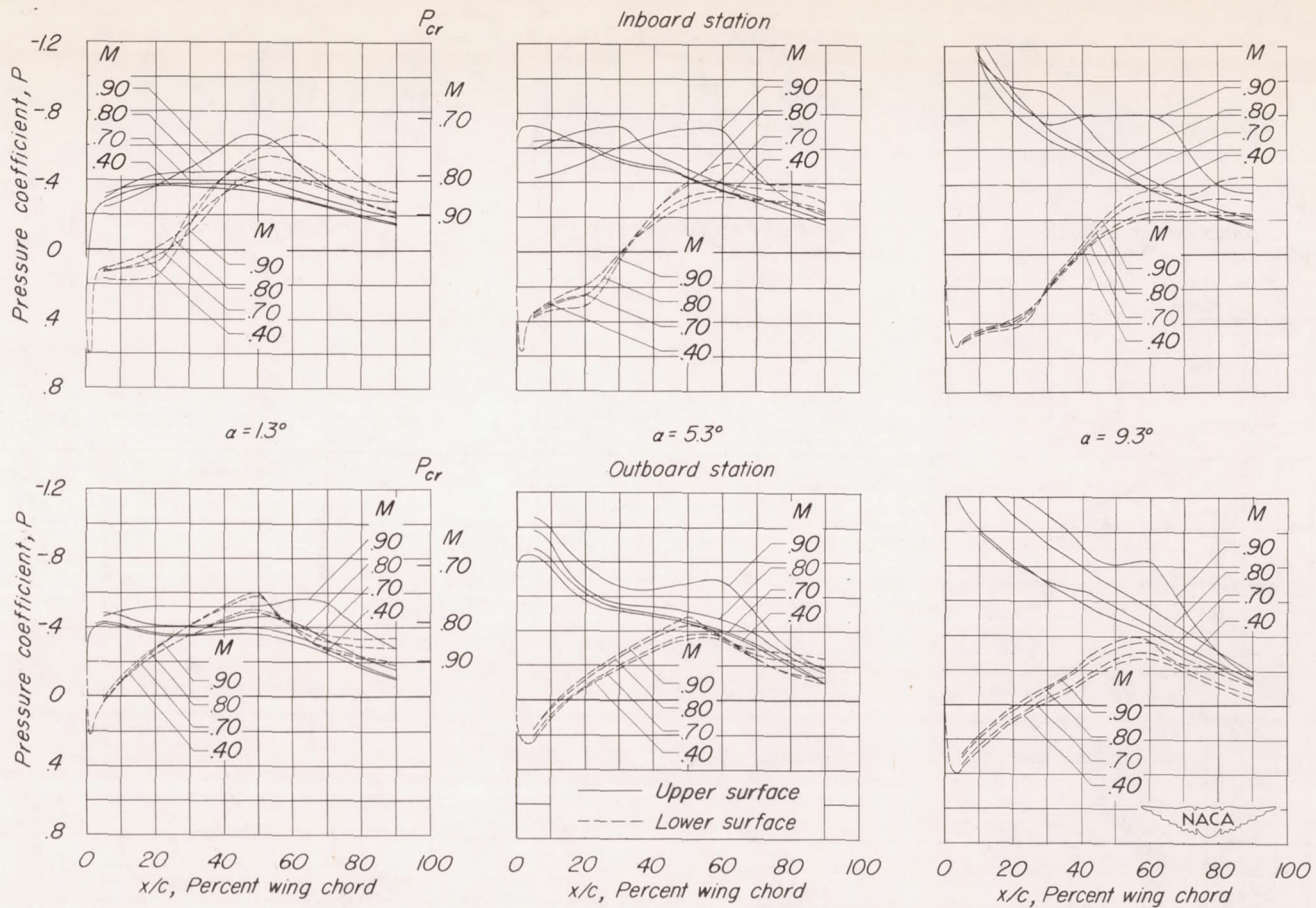 Inboard station
Pressure coefficient, P
-1.2
-.8
-.4
0
.4
.8
M
.90
.80
.70
.40
M
.90
.80
.70
.40
P_cr
M
.70
.80
.90
M
.90
.80
.70
.40
M
.90
.80
.70
.40
M
.90
.80
.70
.40
M
.90
.80
.70
.40
α = 1.3°
α = 5.3°
α = 9.3°
Outboard station
Pressure coefficient, P
-1.2
-.8
-.4
0
.4
.8
M
.90
.80
.70
.40
M
.90
.80
.70
.40
P_cr
M
.70
.80
.90
M
.90
.80
.70
.40
M
.90
.80
.70
.40
Upper surface
Lower surface
M
.90
.80
.70
.40
M
.90
.80
.70
.40
NACA
0 20 40 60 80 100
0 20 40 60 80 100
0 20 40 60 80 100
x/c, Percent wing chord
x/c, Percent wing chord
x/c, Percent wing chord